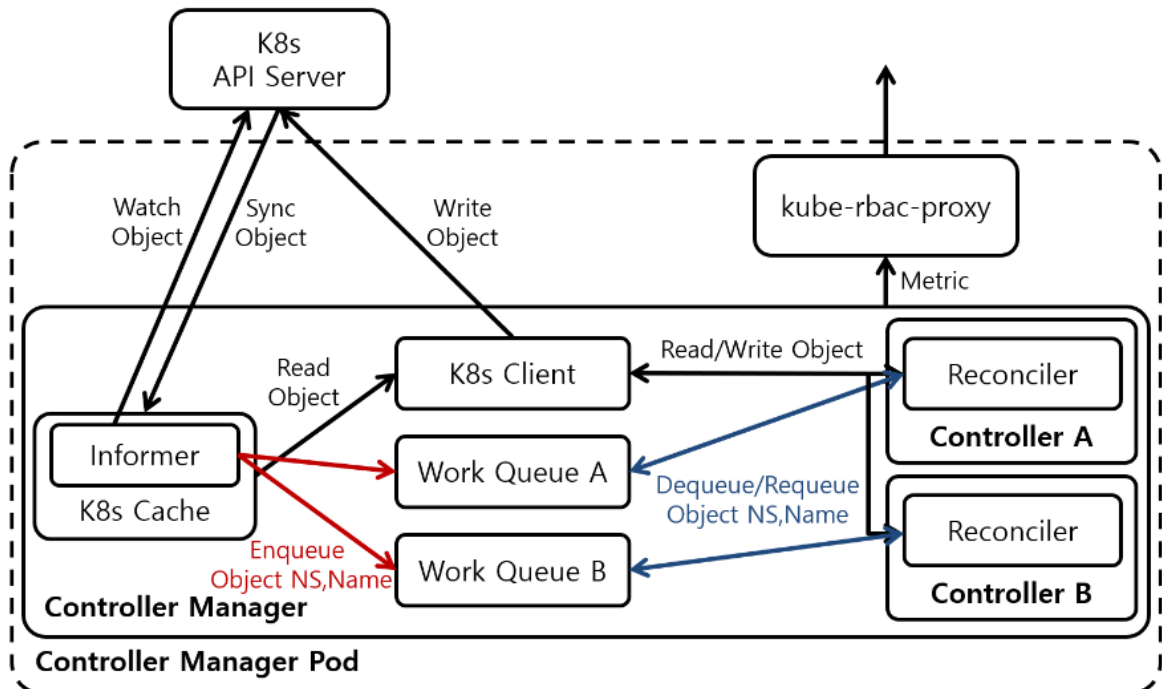 K8s
API Server
Watch
Object
Sync
Object
Write
Object
kube-rbac-proxy
Metric
Read
Object
K8s Client
Read/Write Object
Reconciler
Controller A
Informer
K8s Cache
Work Queue A
Dequeue/Requeue
Object NS,Name
Reconciler
Controller B
Enqueue
Object NS,Name
Work Queue B
Controller Manager
Controller Manager Pod